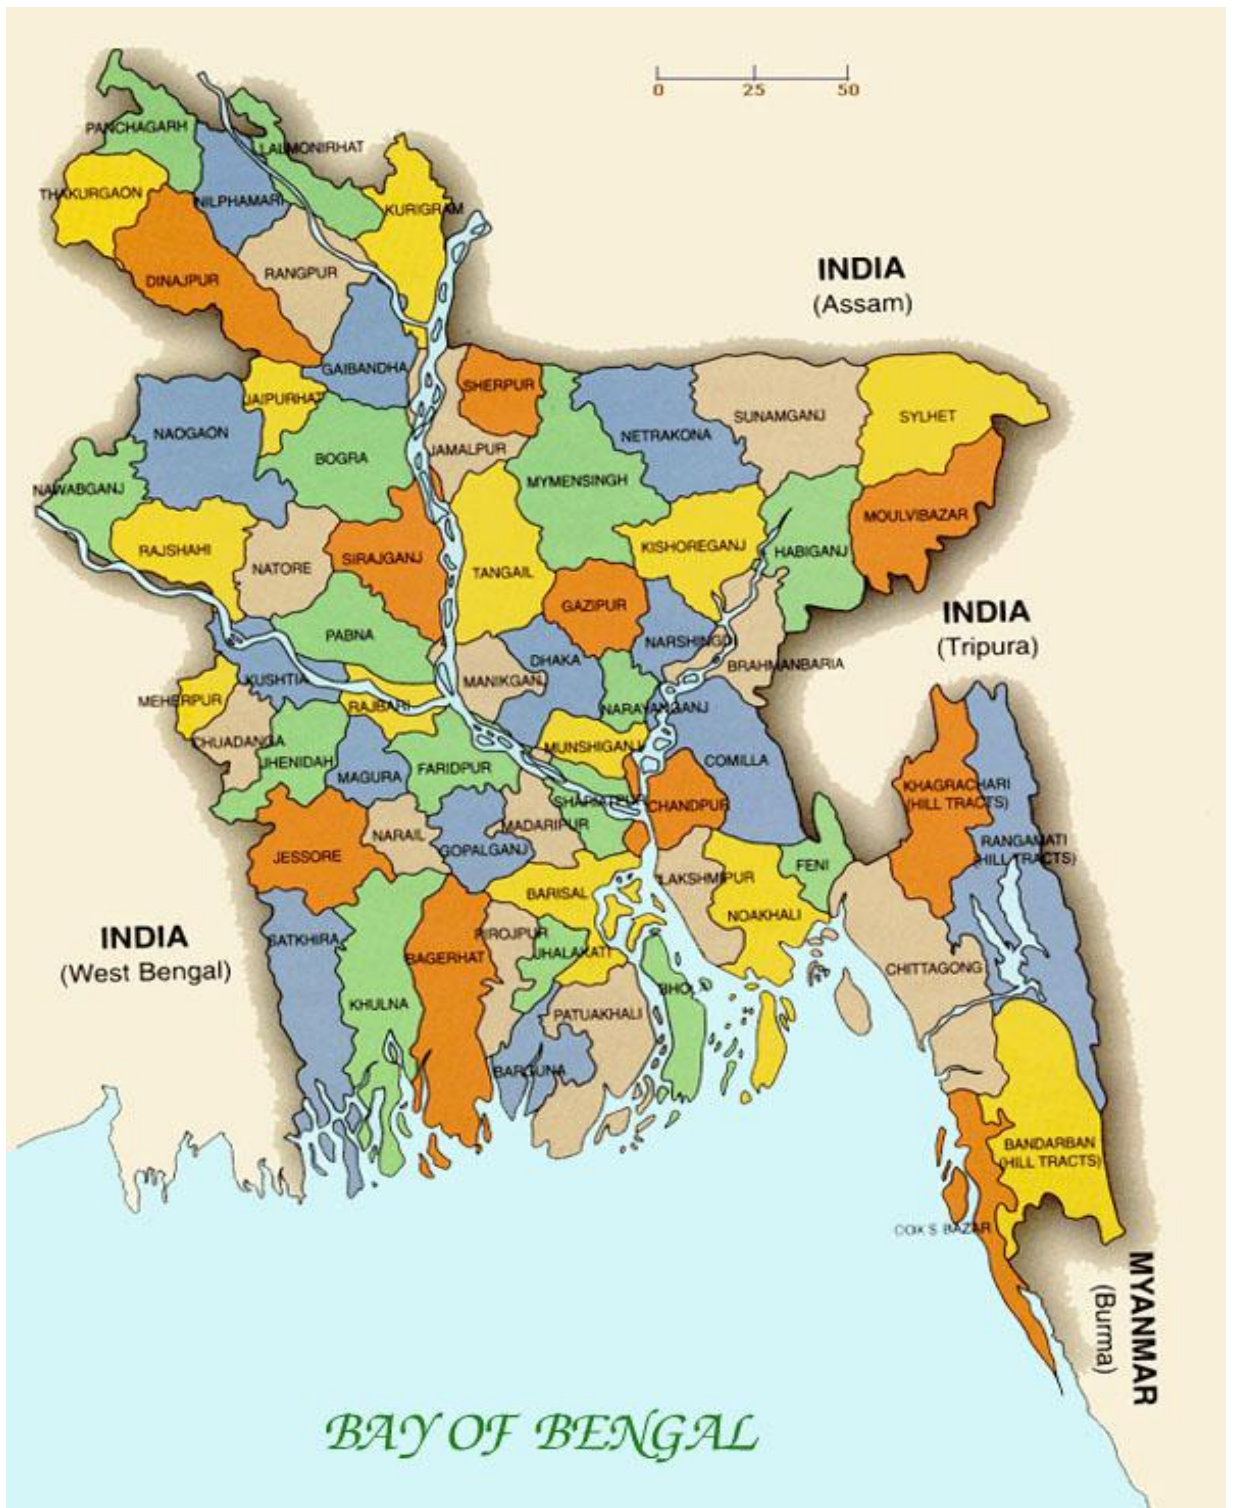 0 25 50
PANCHAGARH
LALMONIRHAT
THAKURGAON
NILPHAMARI
KURIGRAM
DINAJPUR
RANGPUR
INDIA
(Assam)
GAIBANDHA
JAIPURHAT
SHERPUR
NAOGAON
BOGRA
JAMALPUR
NETRAKONA
SUNAMGANJ
SYLHET
NAWABGANJ
MYMENSINGH
MOULVIBAZAR
RAJSHAHI
NATORE
SIRAJGANJ
TANGAIL
KISHOREGANJ
HABIGANJ
GAZIPUR
INDIA
(Tripura)
PABNA
DHAKA
NARSHINGDI
BRAHMANBARIA
MEHERPUR
KUSHTIA
RAJBARI
MANIKGANJ
NARAYANGANJ
CHUADANGA
JHENIDAH
MAGURA
FARIDPUR
MUNSHIGANJ
COMILLA
KHAGRACHARI
(HILL TRACTS)
SHARIATPUR
CHANDPUR
NARAIL
MADARIPUR
GOPALGANJ
JESSORE
RANGAMATI
(HILL TRACTS)
FENI
LAKSHMIPUR
BARISAL
NOAKHALI
INDIA
(West Bengal)
SATKHIRA
PIROJPUR
JHALAKATI
BAGERHAT
KHULNA
BHOLA
CHITTAGONG
PATUAKHALI
BARGUNA
BANDARBAN
(HILL TRACTS)
COX S BAZAR
MYANMAR
(Burma)
BAY OF BENGAL